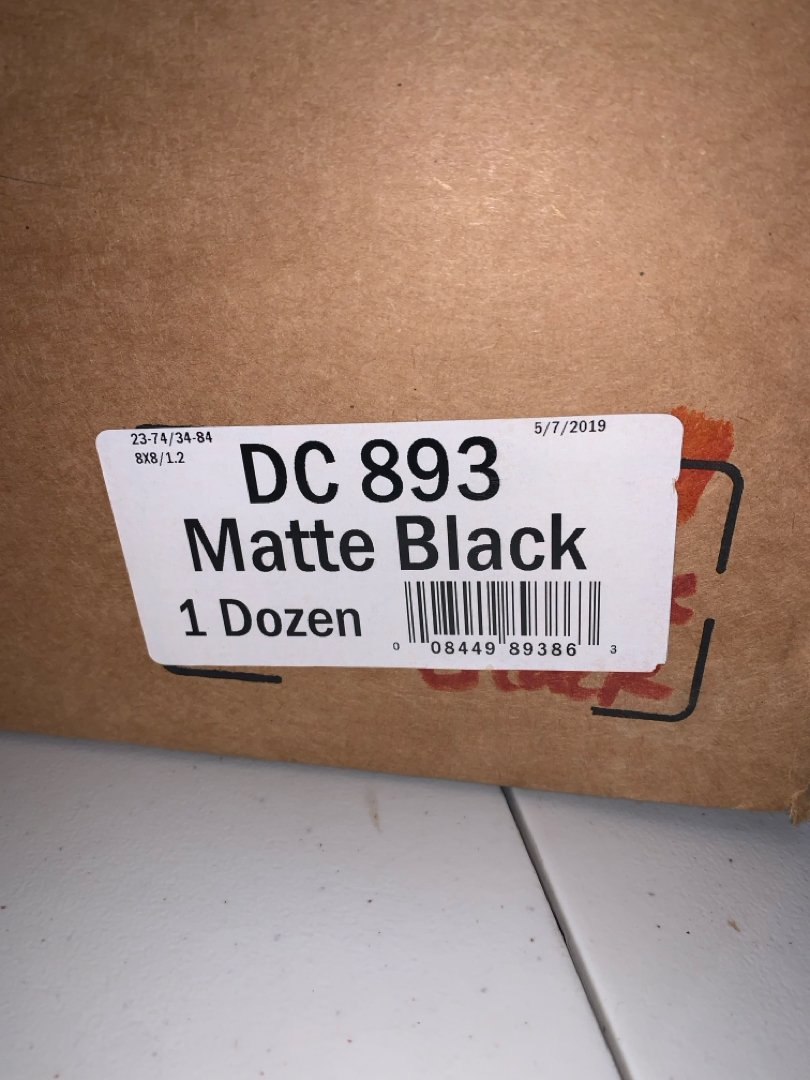 23-74/34-84
8X8/1.2
5/7/2019
DC 893
Matte Black
1 Dozen
0 08449 89386 3